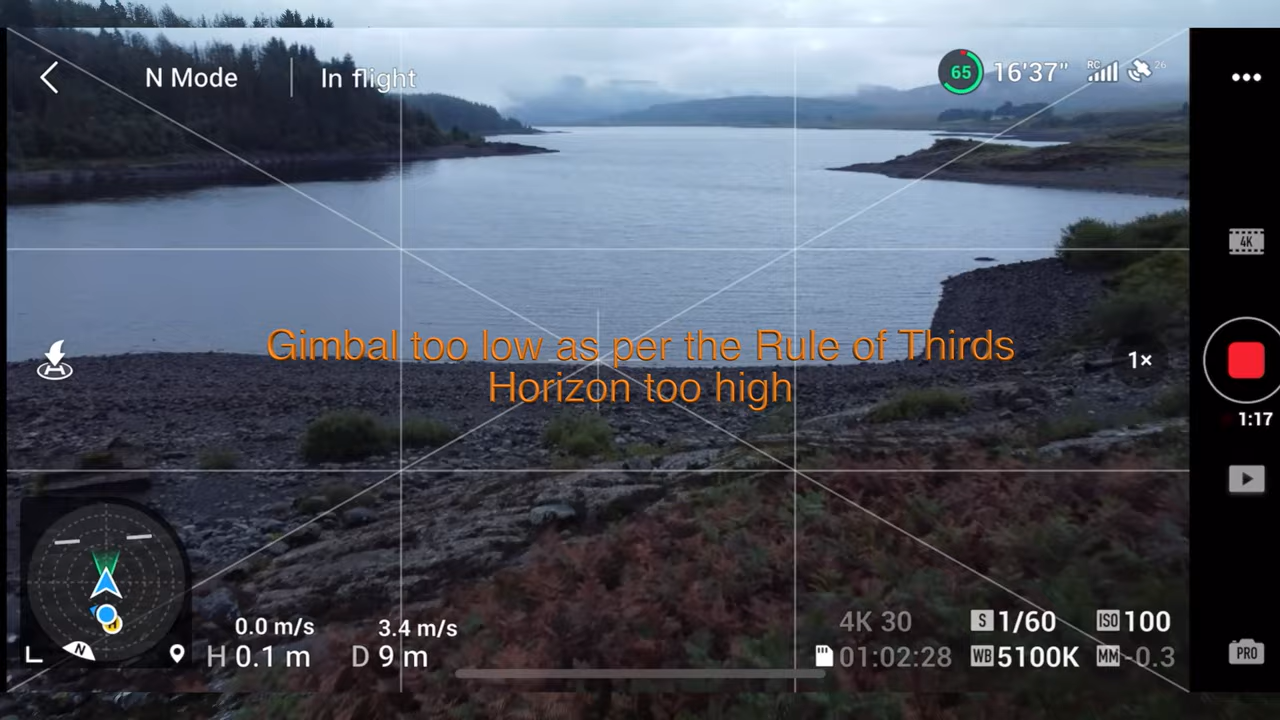 N Mode
In flight
65
16'37"
RC
26
4K
Gimbal too low as per the Rule of Thirds
Horizon too high
1×
1:17
0.0 m/s
3.4 m/s
H 0.1 m
D 9 m
N
L
H
4K 30
S 1/60
ISO 100
01:02:28
WB 5100K
MM -0.3
PRO